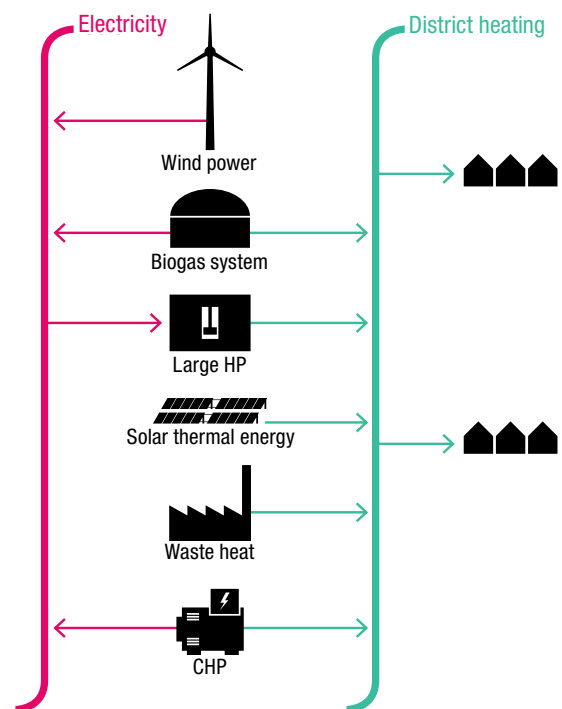 Electricity
District heating
Wind power
Biogas system
Large HP
Solar thermal energy
Waste heat
CHP